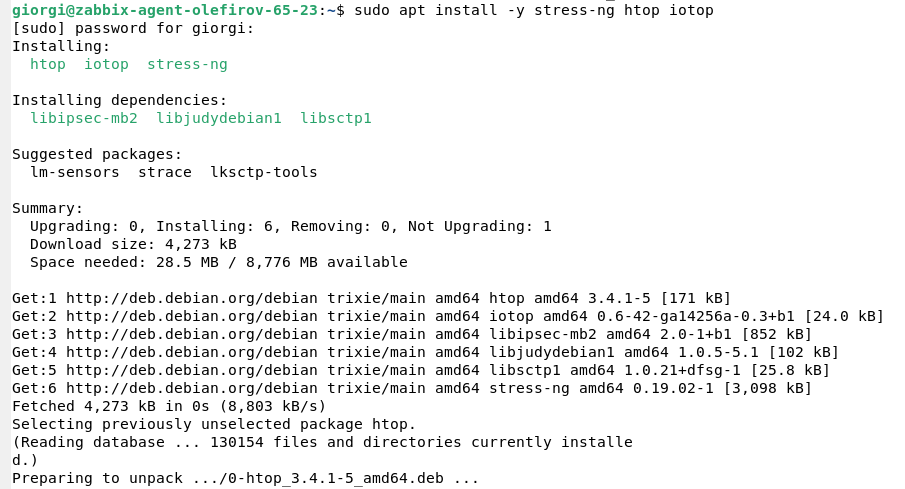 giorgi@zabbix-agent-olefirov-65-23:~$ sudo apt install -y stress-ng htop iotop
[sudo] password for giorgi:
Installing:
  htop  iotop  stress-ng

Installing dependencies:
  libipsec-mb2  libjudydebian1  libsctp1

Suggested packages:
  lm-sensors  strace  lksctp-tools

Summary:
  Upgrading: 0, Installing: 6, Removing: 0, Not Upgrading: 1
  Download size: 4,273 kB
  Space needed: 28.5 MB / 8,776 MB available

Get:1 http://deb.debian.org/debian trixie/main amd64 htop amd64 3.4.1-5 [171 kB]
Get:2 http://deb.debian.org/debian trixie/main amd64 iotop amd64 0.6-42-ga14256a-0.3+b1 [24.0 kB]
Get:3 http://deb.debian.org/debian trixie/main amd64 libipsec-mb2 amd64 2.0-1+b1 [852 kB]
Get:4 http://deb.debian.org/debian trixie/main amd64 libjudydebian1 amd64 1.0.5-5.1 [102 kB]
Get:5 http://deb.debian.org/debian trixie/main amd64 libsctp1 amd64 1.0.21+dfsg-1 [25.8 kB]
Get:6 http://deb.debian.org/debian trixie/main amd64 stress-ng amd64 0.19.02-1 [3,098 kB]
Fetched 4,273 kB in 0s (8,803 kB/s)
Selecting previously unselected package htop.
(Reading database ... 130154 files and directories currently installe
d.)
Preparing to unpack .../0-htop_3.4.1-5_amd64.deb ...